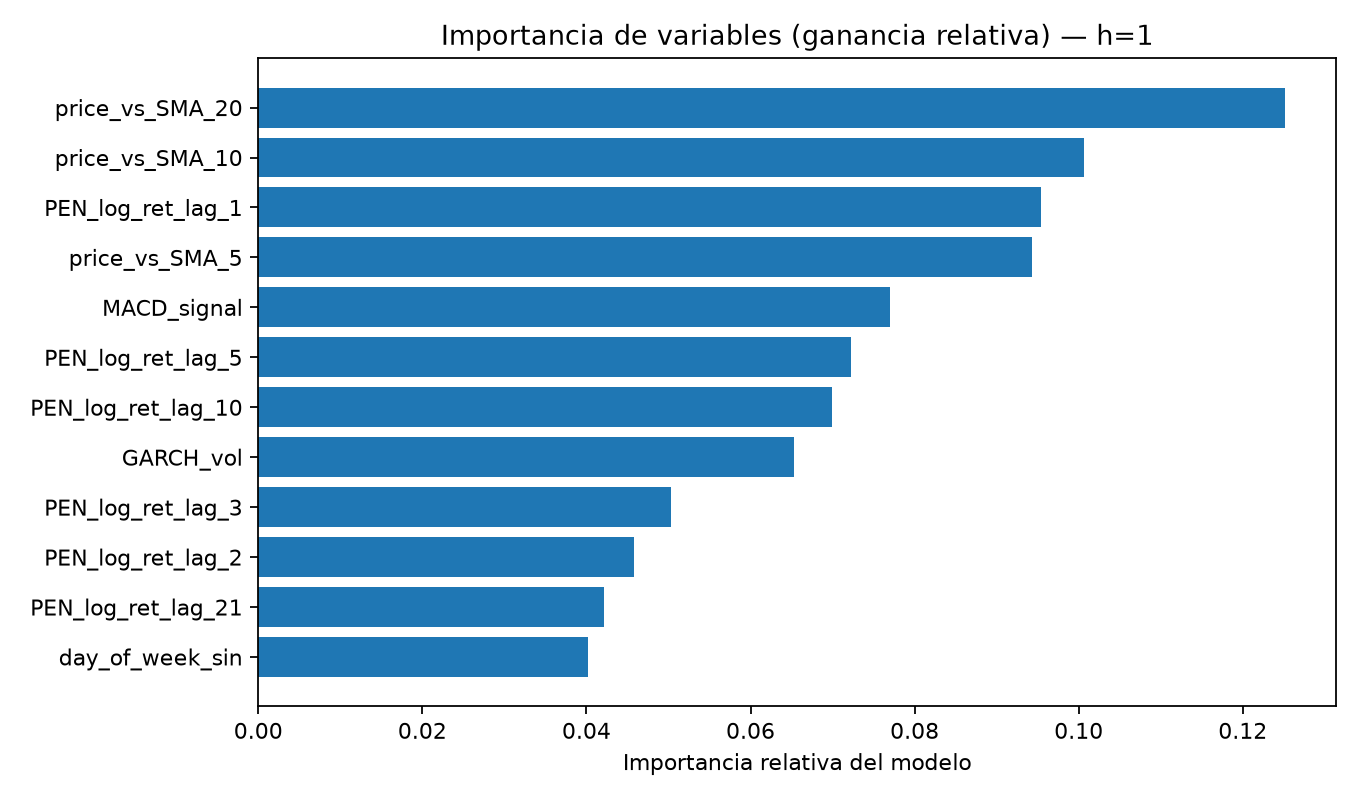 Importancia de variables (ganancia relativa) — h=1
price_vs_SMA_20
price_vs_SMA_10
PEN_log_ret_lag_1
price_vs_SMA_5
MACD_signal
PEN_log_ret_lag_5
PEN_log_ret_lag_10
GARCH_vol
PEN_log_ret_lag_3
PEN_log_ret_lag_2
PEN_log_ret_lag_21
day_of_week_sin
0.00 0.02 0.04 0.06 0.08 0.10 0.12
Importancia relativa del modelo